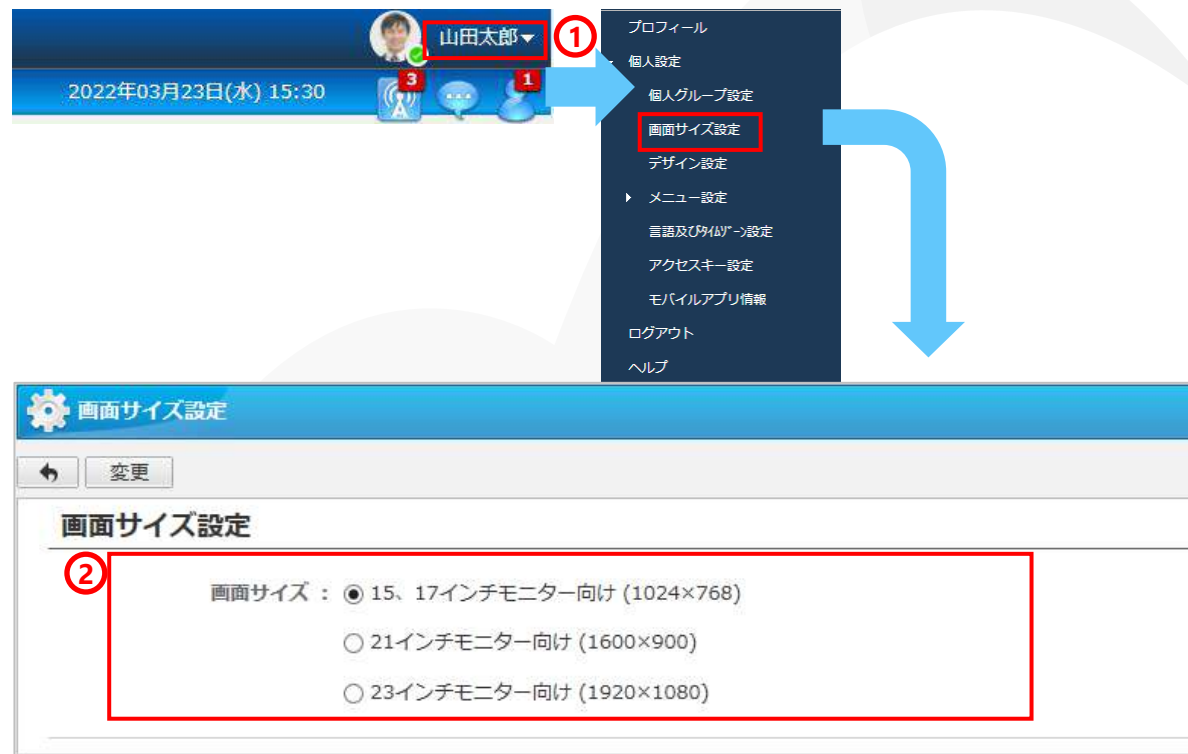 山田太郎▼
①
2022年03月23日(水) 15:30
3
1
プロフィール
個人設定
個人グループ設定
画面サイズ設定
デザイン設定
メニュー設定
言語及びﾀｲﾑｿﾞｰﾝ設定
アクセスキー設定
モバイルアプリ情報
ログアウト
ヘルプ
画面サイズ設定
変更
画面サイズ設定
②
画面サイズ : 15、17インチモニター向け (1024×768)
21インチモニター向け (1600×900)
23インチモニター向け (1920×1080)